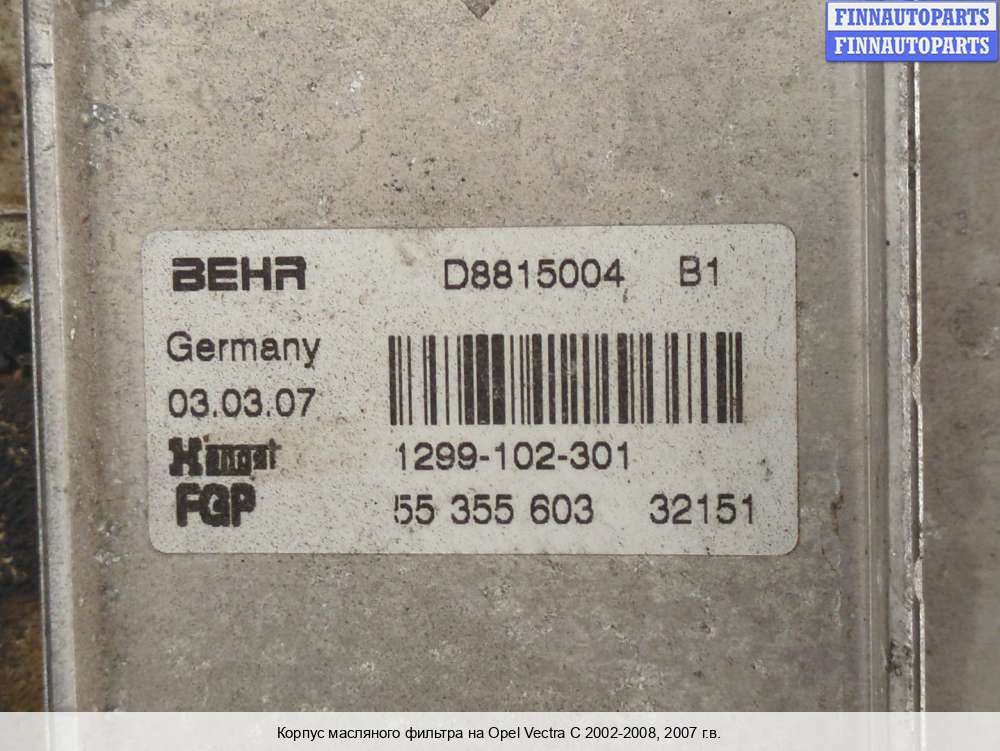 FINNAUTOPARTS
FINNAUTOPARTS
BEHR D8815004 B1
Germany
03.03.07
Hengst 1299-102-301
FGP 55 355 603 32151
Корпус масляного фильтра на Opel Vectra C 2002-2008, 2007 г.в.